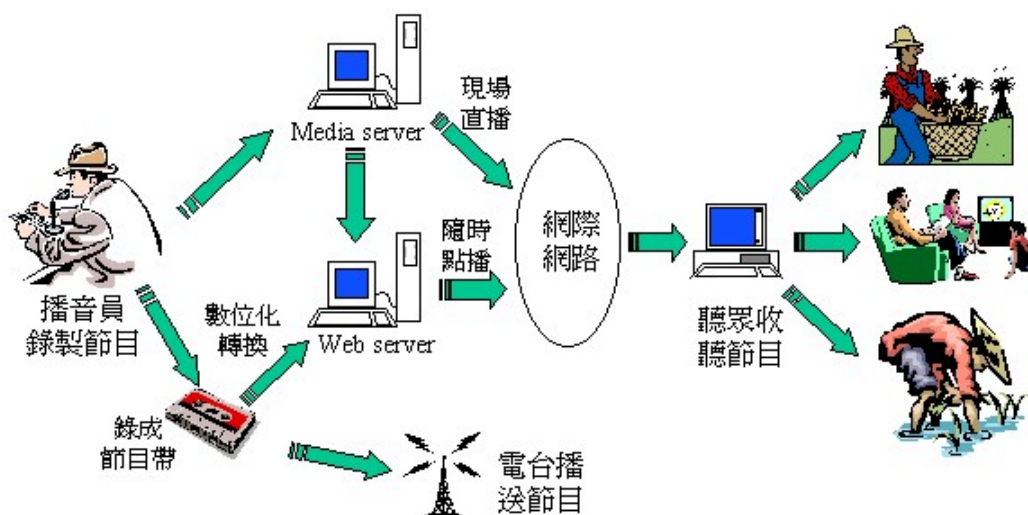 Media server
現場
直播
播音員
錄製節目
數位化
轉換
Web server
隨時
點播
網際
網路
聽眾收
聽節目
錄成
節目帶
電台播
送節目